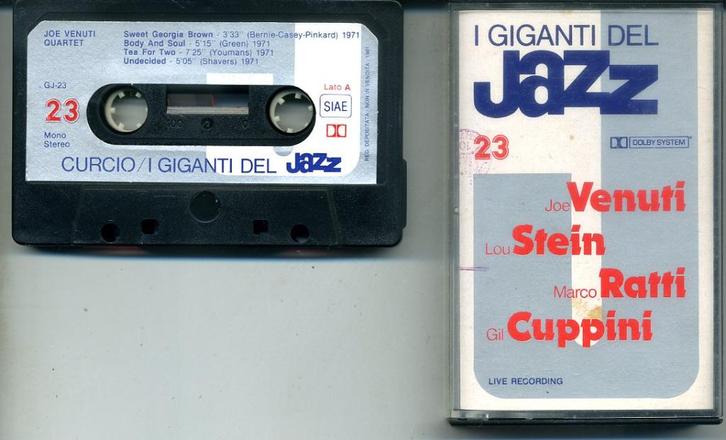 JOE VENUTI
QUARTET
Sweet Georgia Brown - 3'33" (Bernie-Casey-Pinkard) 1971
Body And Soul - 5'15" (Green) 1971
Tea For Two - 7'25" (Youmans) 1971
Undecided - 5'05" (Shavers) 1971
GJ-23
23
Mono
Stereo
Lato A
SIAE
CURCIO/I GIGANTI DEL JAZZ
I GIGANTI DEL
JAZZ
23
DOLBY SYSTEM
Joe Venuti
Lou Stein
Marco Ratti
Gil Cuppini
LIVE RECORDING